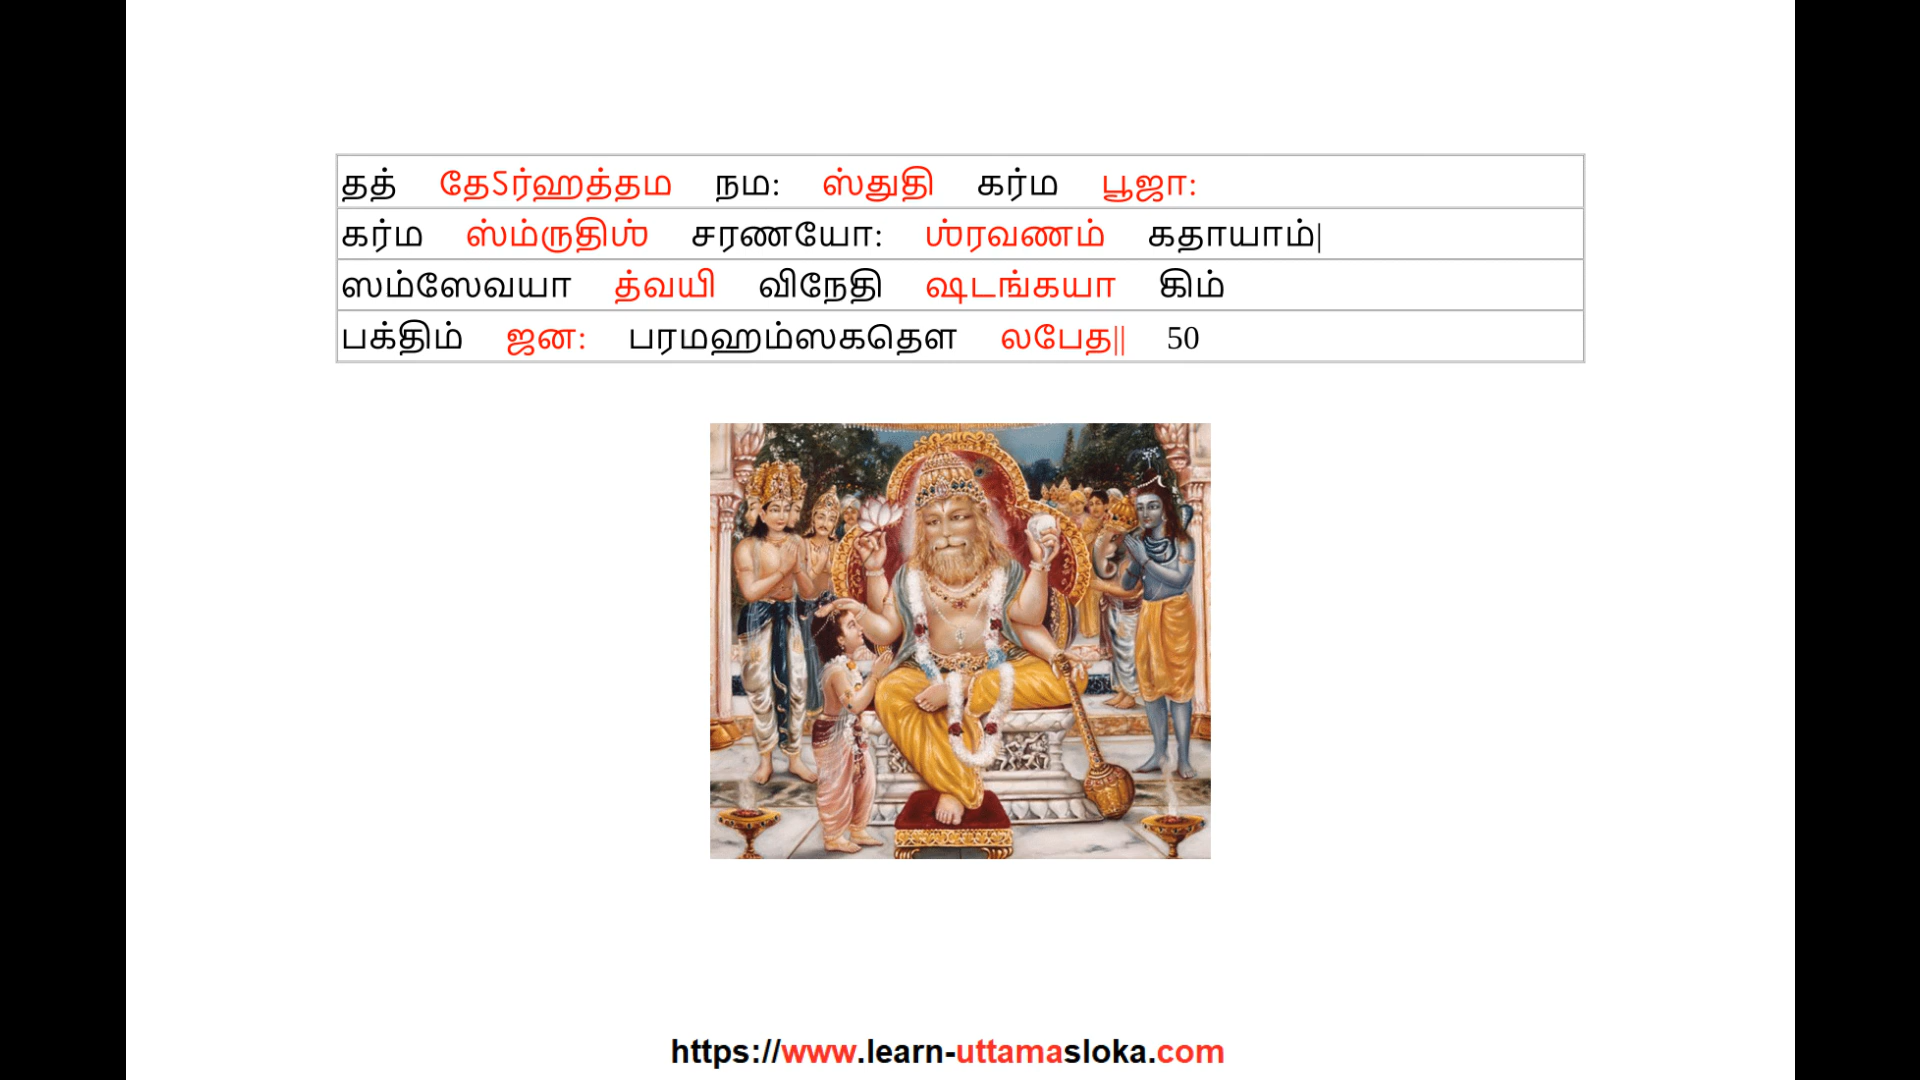 தத் தேऽர்ஹத்தம நம: ஸ்துதி கர்ம பூஜா:
கர்ம ஸ்ம்ருதிஶ் சரணயோ: ஶ்ரவணம் கதாயாம்|
ஸம்ஸேவயா த்வயி விநேதி ஷடங்கயா கிம்
பக்திம் ஜன: பரமஹம்ஸகதௌ லபேத|| 50
https://www.learn-uttamasloka.com